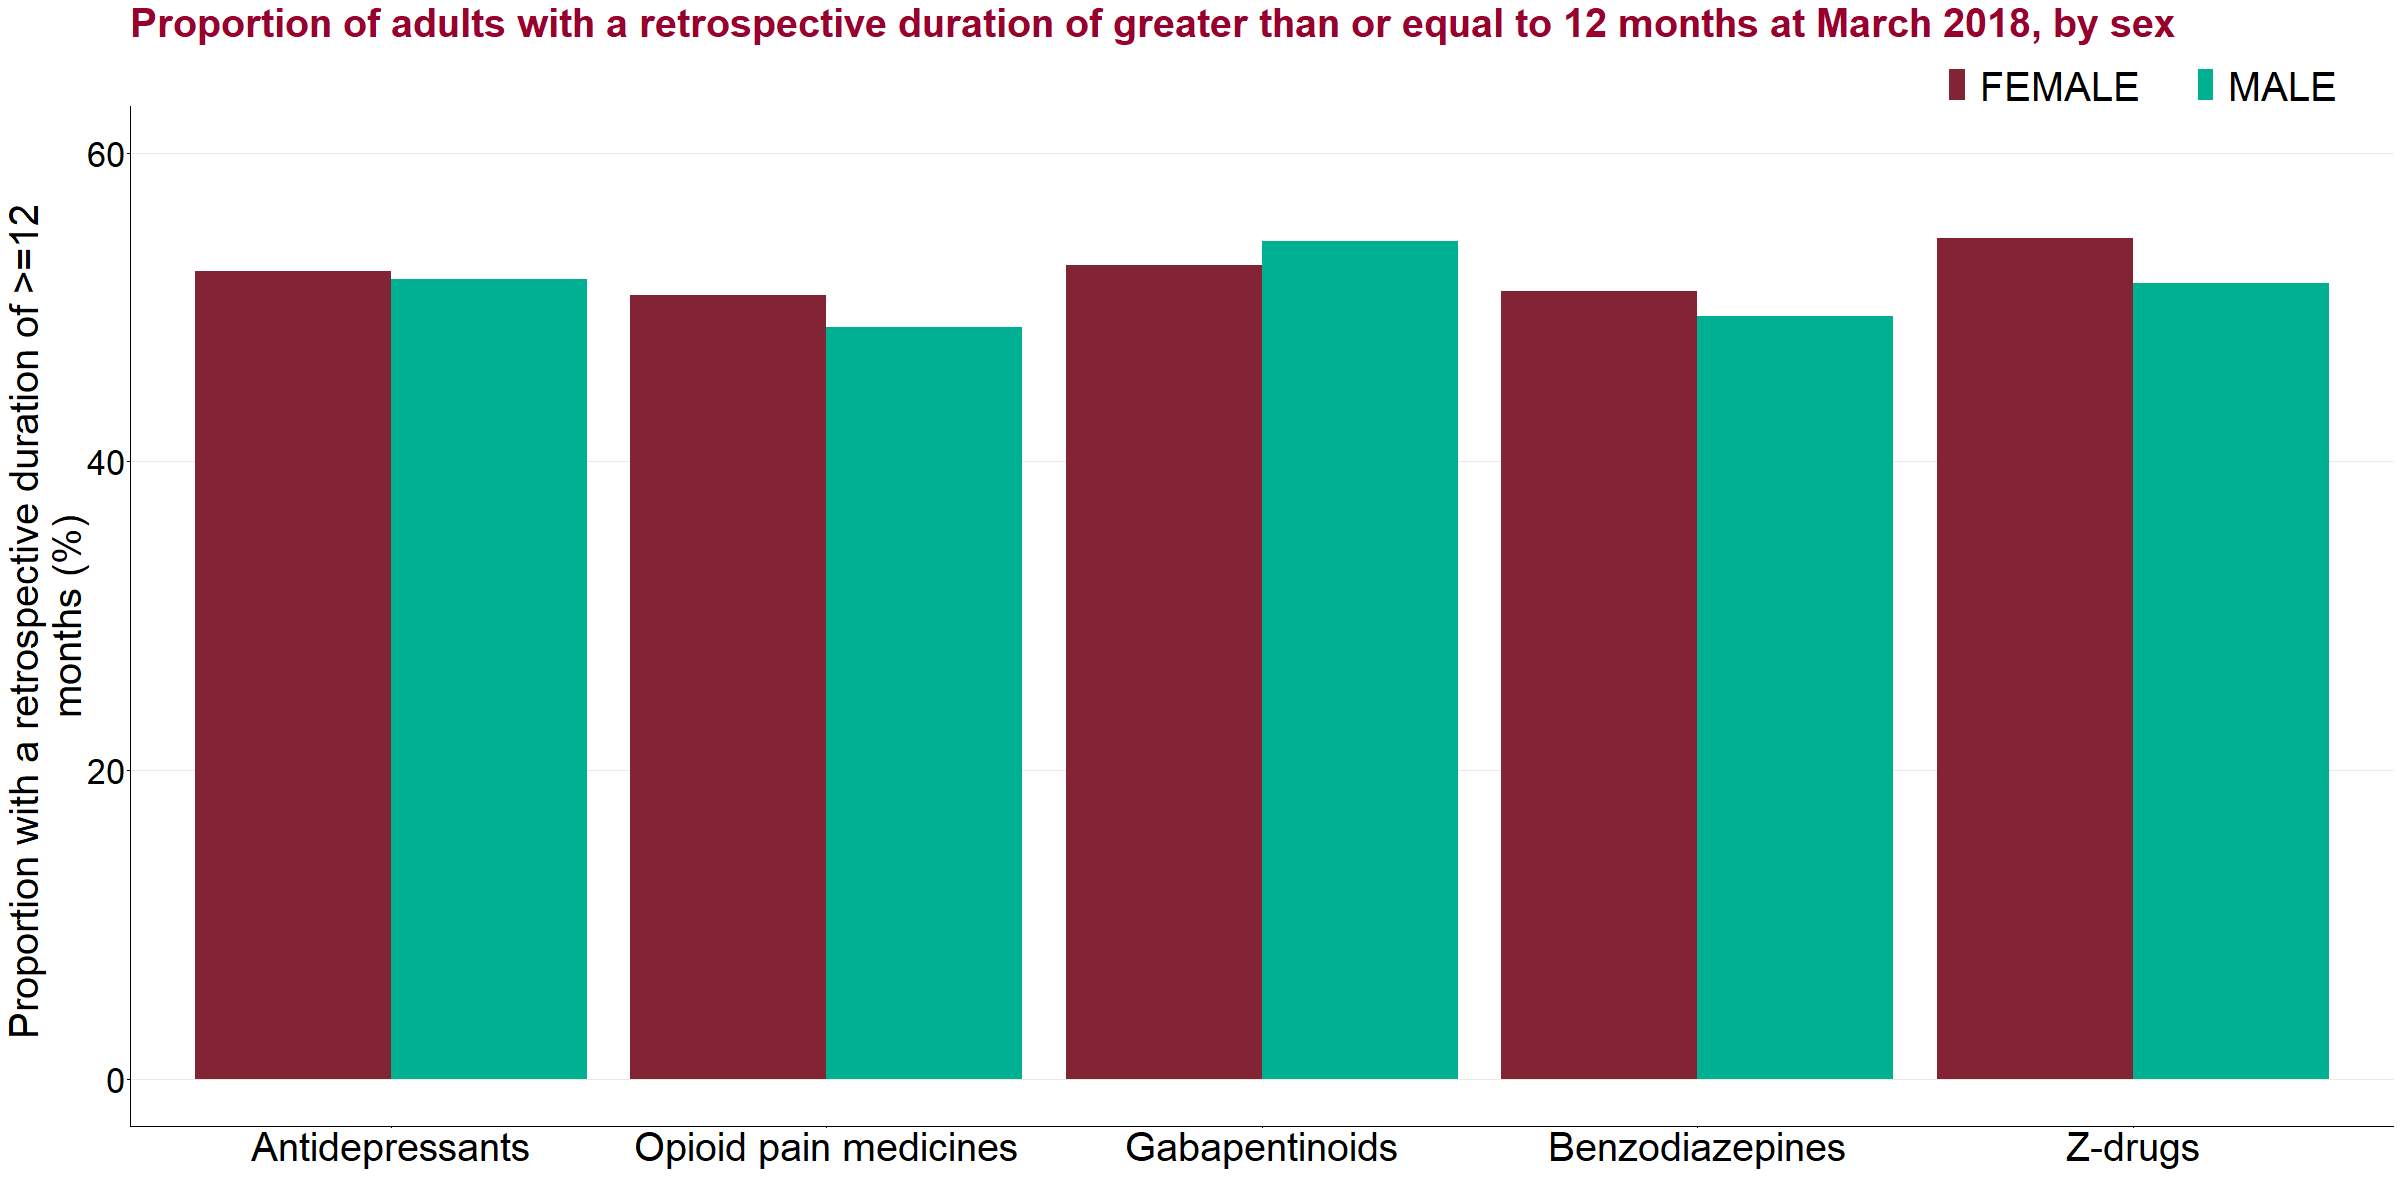 Proportion of adults with a retrospective duration of greater than or equal to 12 months at March 2018, by sex
FEMALE MALE
Proportion with a retrospective duration of >=12
months (%)
60
40
20
0
Antidepressants Opioid pain medicines Gabapentinoids Benzodiazepines Z-drugs